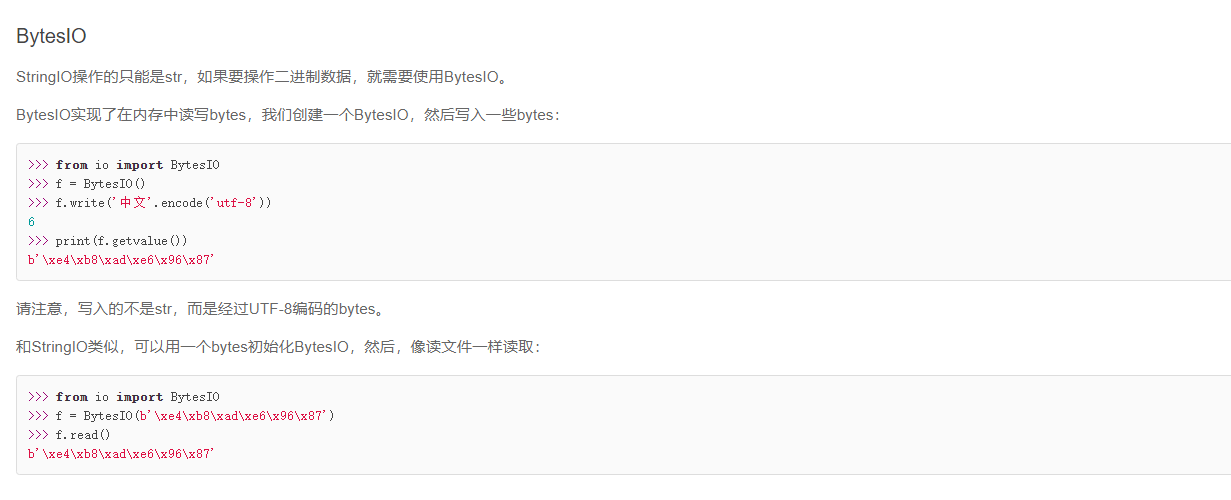 BytesIO
StringIO操作的只能是str，如果要操作二进制数据，就需要使用BytesIO。
BytesIO实现了在内存中读写bytes，我们创建一个BytesIO，然后写入一些bytes：
>>> from io import BytesIO
>>> f = BytesIO()
>>> f.write('中文'.encode('utf-8'))
6
>>> print(f.getvalue())
b'\xe4\xb8\xad\xe6\x96\x87'
请注意，写入的不是str，而是经过UTF-8编码的bytes。
和StringIO类似，可以用一个bytes初始化BytesIO，然后，像读文件一样读取：
>>> from io import BytesIO
>>> f = BytesIO(b'\xe4\xb8\xad\xe6\x96\x87')
>>> f.read()
b'\xe4\xb8\xad\xe6\x96\x87'